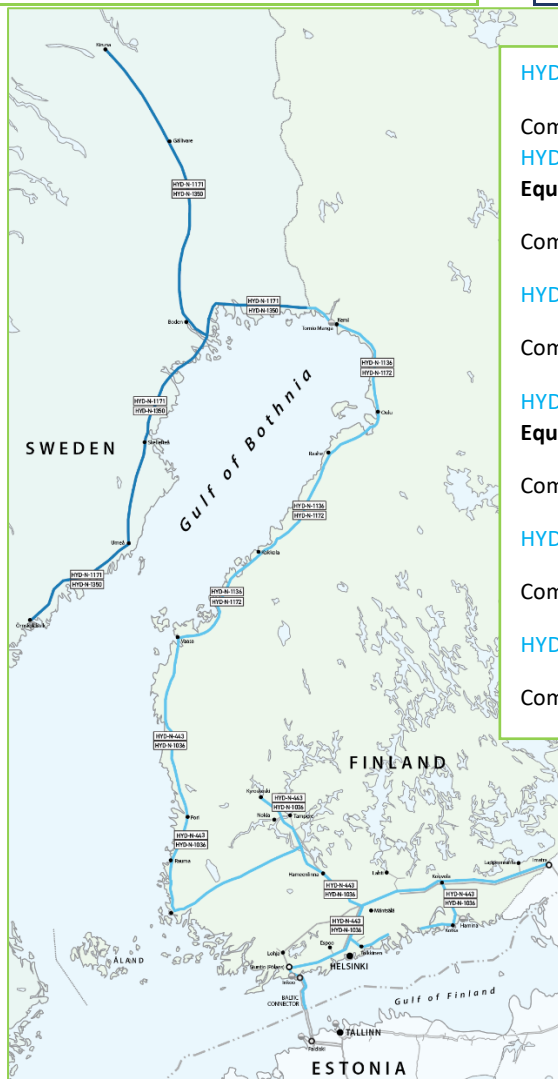 HYD
Com
HYD
Equ
Com
HYD
Com
HYD
Equ
Com
HYD
Com
HYD
Com
Kiruna
Gällivare
HYD-N-1171
HYD-N-1350
Boden
HYD-N-1171
HYD-N-1350
Kemi
Tornio Manga
HYD-N-1136
HYD-N-1172
Oulu
HYD-N-1171
HYD-N-1350
Skellefteå
SWEDEN
Gulf of Bothnia
Raahe
HYD-N-1136
HYD-N-1172
Umeå
Kokkola
HYD-N-1171
HYD-N-1350
HYD-N-1136
HYD-N-1172
Örnsköldsvik
Vaasa
HYD-N-443
HYD-N-1036
FINLAND
Kyröskoski
HYD-N-443
HYD-N-1036
Nokia
Tampere
Pori
HYD-N-443
HYD-N-1036
Rauma
Hämeenlinna
Lahti
Kouvola
Lappeenranta
Imatra
HYD-N-443
HYD-N-1036
HYD-N-443
HYD-N-1036
Mäntsälä
HYD-N-443
HYD-N-1036
Hamina
Kotka
Espoo
Lohja
Tolkkinen
HELSINKI
ÅLAND
Inkoo
BALTIC
CONNECTOR
Gulf of Finland
TALLINN
Paldiski
ESTONIA